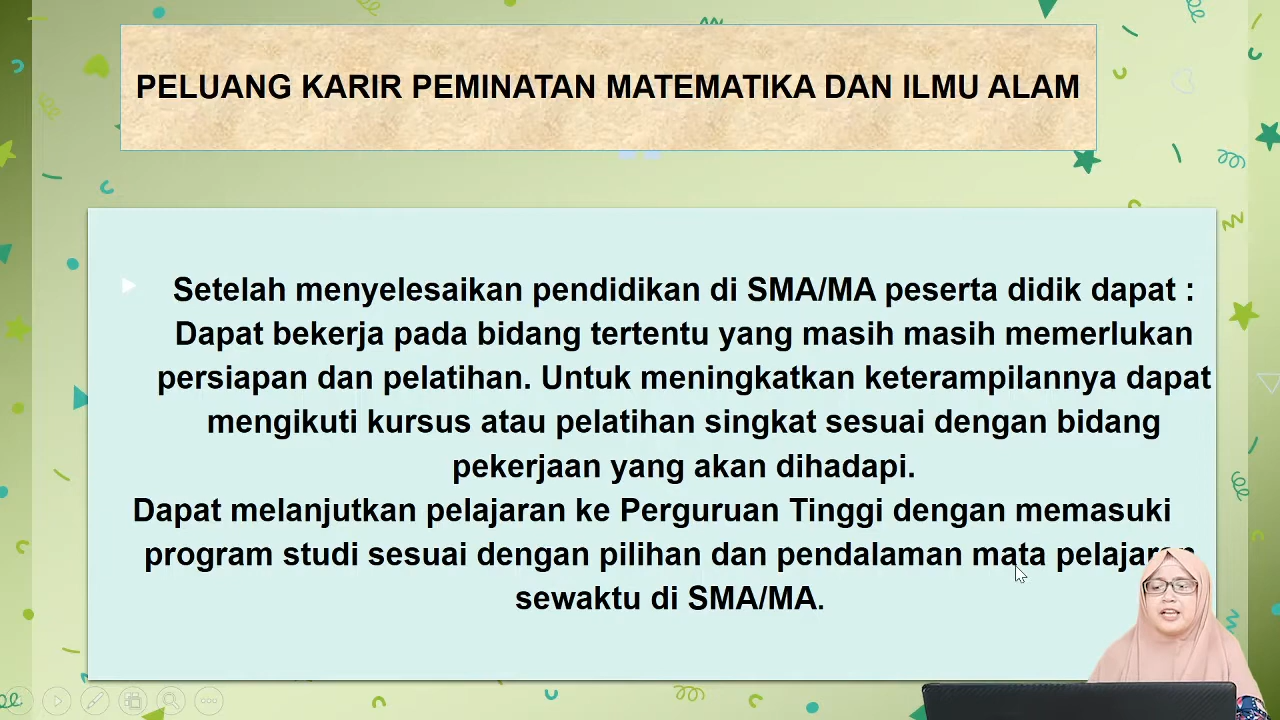 PELUANG KARIR PEMINATAN MATEMATIKA DAN ILMU ALAM
Setelah menyelesaikan pendidikan di SMA/MA peserta didik dapat :
Dapat bekerja pada bidang tertentu yang masih masih memerlukan
persiapan dan pelatihan. Untuk meningkatkan keterampilannya dapat
mengikuti kursus atau pelatihan singkat sesuai dengan bidang
pekerjaan yang akan dihadapi.
Dapat melanjutkan pelajaran ke Perguruan Tinggi dengan memasuki
program studi sesuai dengan pilihan dan pendalaman mata pelajaran
sewaktu di SMA/MA.